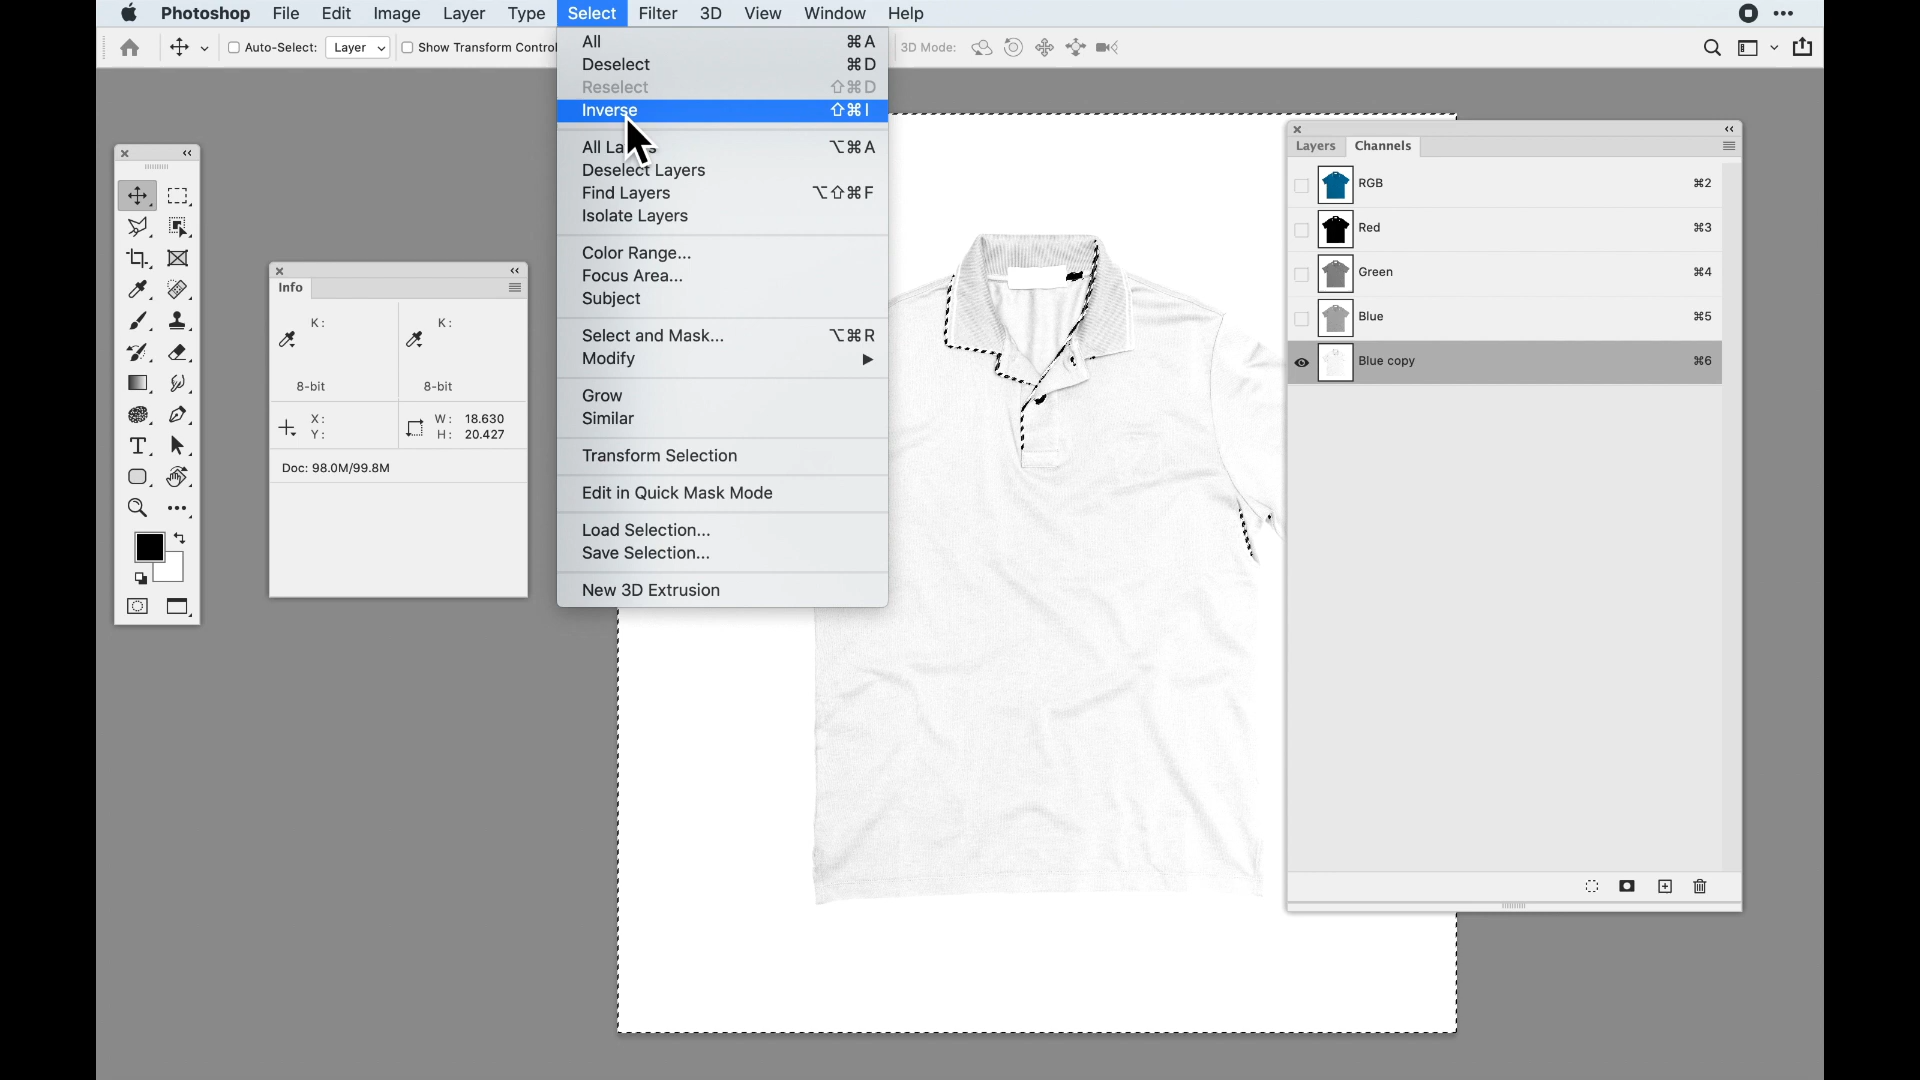 Photoshop File Edit Image Layer Type Select Filter 3D View Window Help
Auto-Select: Layer Show Transform Control 3D Mode:
All ⌘A
Deselect ⌘D
Reselect ⇧⌘D
Inverse ⇧⌘I
⌥⌘A
Deselect Layers
Find Layers ⌥⇧⌘F
Isolate Layers
Color Range...
Focus Area...
Subject
Select and Mask... ⌥⌘R
Modify
Grow
Similar
Transform Selection
Edit in Quick Mask Mode
Load Selection...
Save Selection...
New 3D Extrusion
Info
K: K:
8-bit 8-bit
X: W: 18.630
Y: H: 20.427
Doc: 98.0M/99.8M
Layers Channels
RGB ⌘2
Red ⌘3
Green ⌘4
Blue ⌘5
Blue copy ⌘6